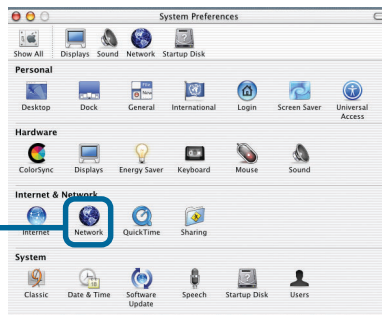 System Preferences
Show All Displays Sound Network Startup Disk
Personal
Desktop Dock General International Login Screen Saver Universal
Access
Hardware
ColorSync Displays Energy Saver Keyboard Mouse Sound
Internet & Network
Internet Network QuickTime Sharing
System
Classic Date & Time Software Speech Startup Disk Users
Update